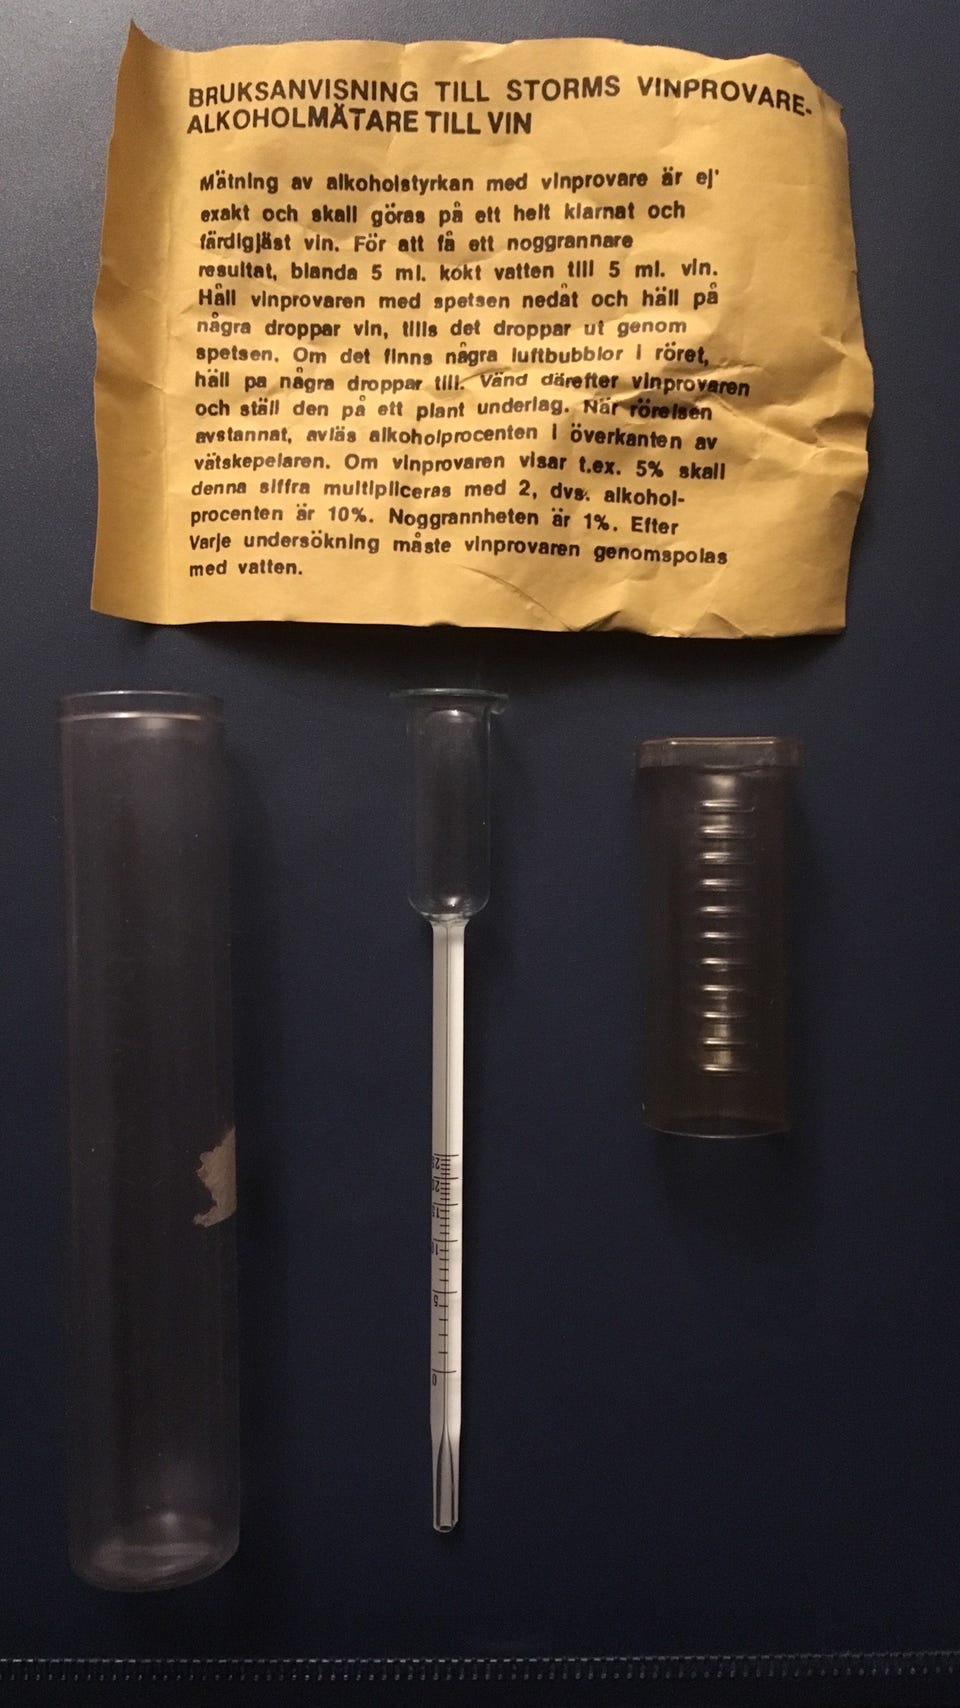 BRUKSANVISNING TILL STORMS VINPROVARE-
ALKOHOLMÄTARE TILL VIN
Mätning av alkoholstyrkan med vinprovare är ej'
exakt och skall göras på ett helt klarnat och
färdigjäst vin. För att få ett noggrannare
resultat, blanda 5 ml. kokt vatten till 5 ml. vin.
Håll vinprovaren med spetsen nedåt och häll på
några droppar vin, tills det droppar ut genom
spetsen. Om det finns några luftbubblor i röret,
häll pa några droppar till. Vänd därefter vinprovaren
och ställ den på ett plant underlag. När rörelsen
avstannat, avläs alkoholprocenten i överkanten av
vätskepelaren. Om vinprovaren visar t.ex. 5% skall
denna siffra multipliceras med 2, dvs. alkohol-
procenten är 10%. Noggrannheten är 1%. Efter
Varje undersökning måste vinprovaren genomspolas
med vatten.
25
20
15
10
5
0